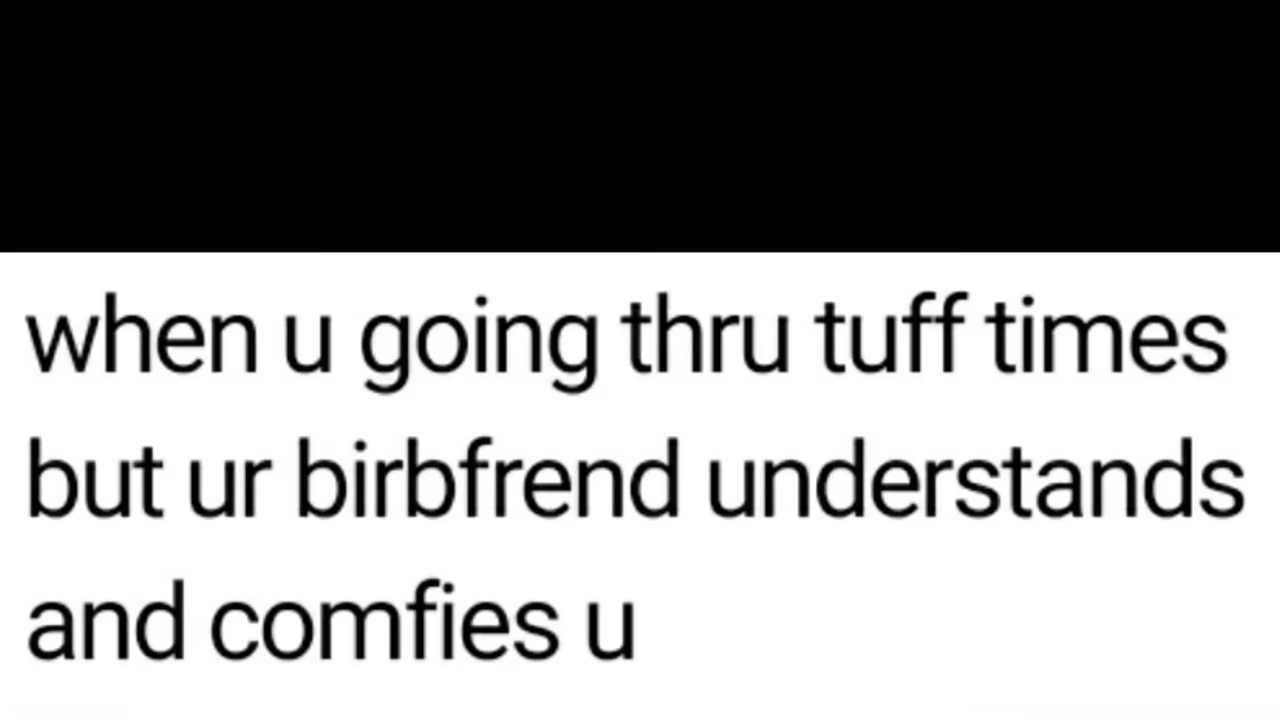 when u going thru tuff times
but ur birbfrend understands
and comfies u